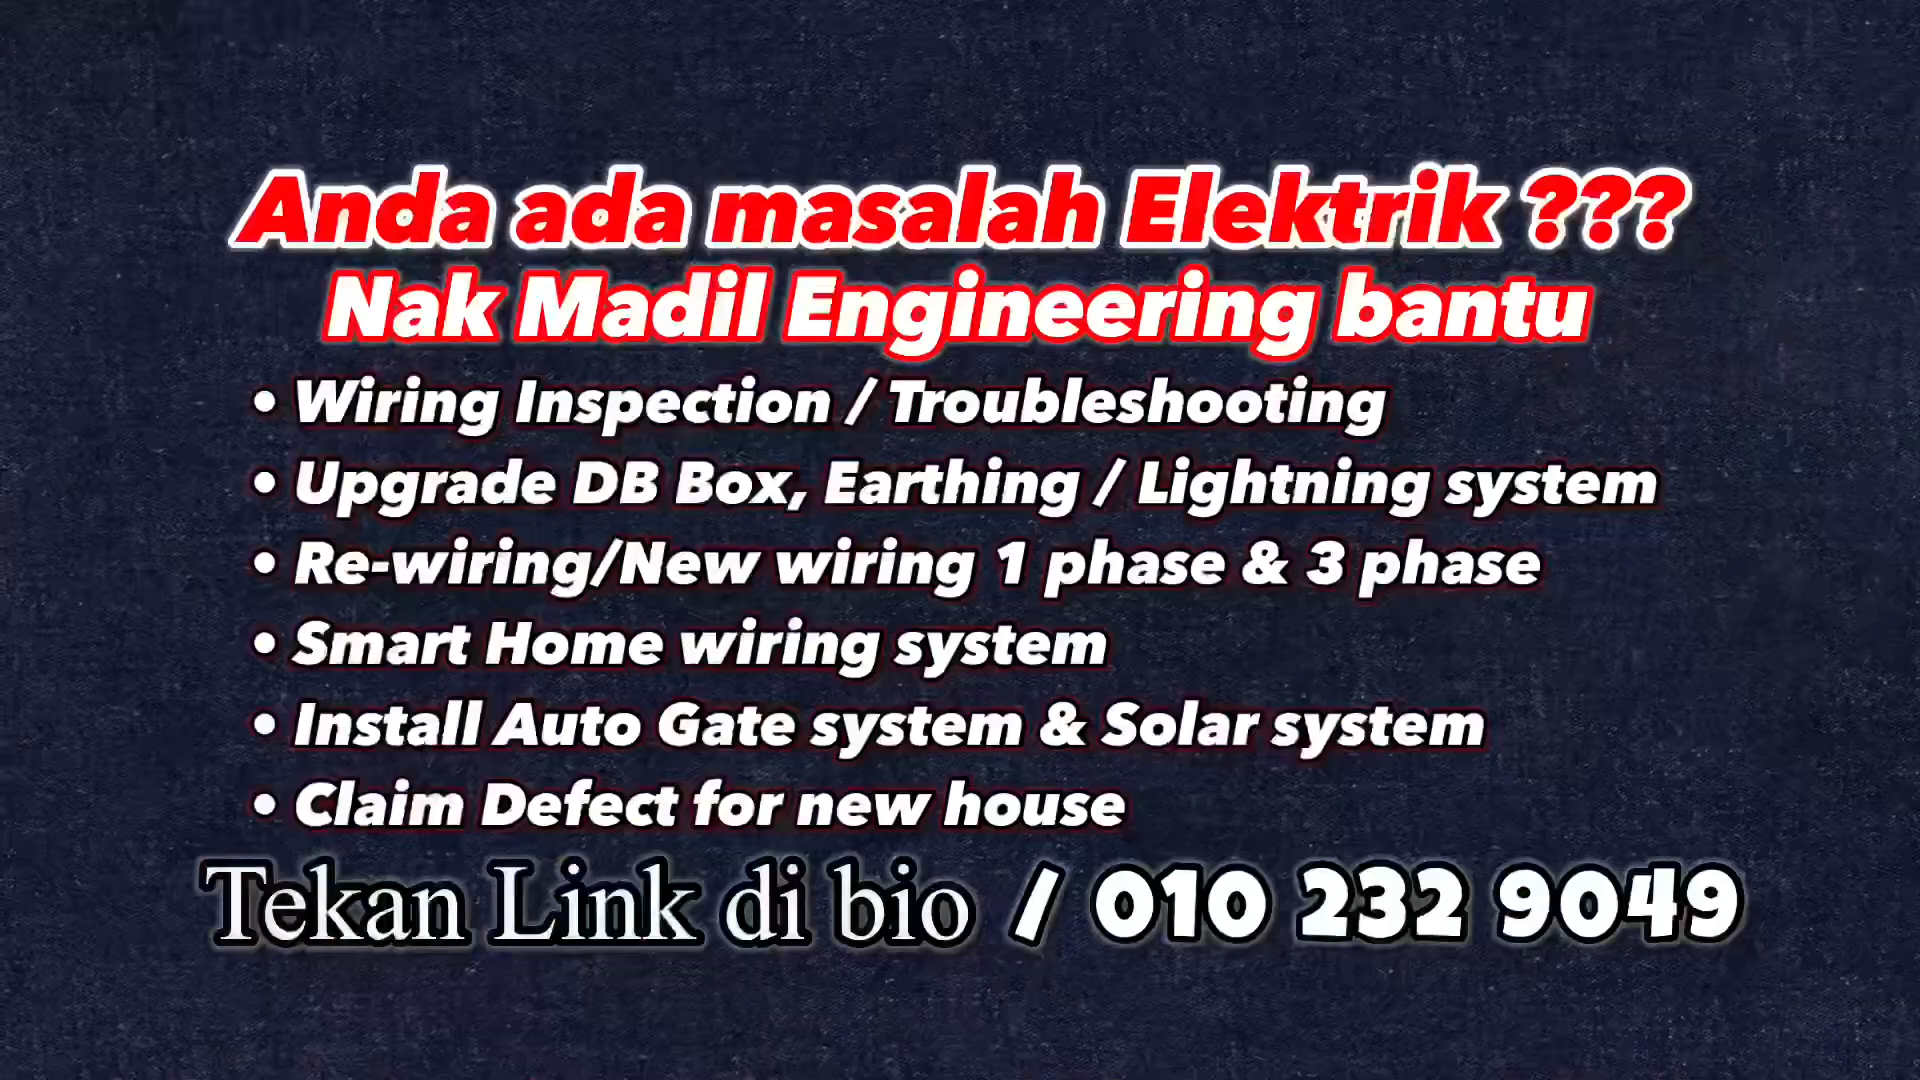 Anda ada masalah Elektrik ???
Nak Madil Engineering bantu
• Wiring Inspection / Troubleshooting
• Upgrade DB Box, Earthing / Lightning system
• Re-wiring/New wiring 1 phase & 3 phase
• Smart Home wiring system
• Install Auto Gate system & Solar system
• Claim Defect for new house
Tekan Link di bio / 010 232 9049